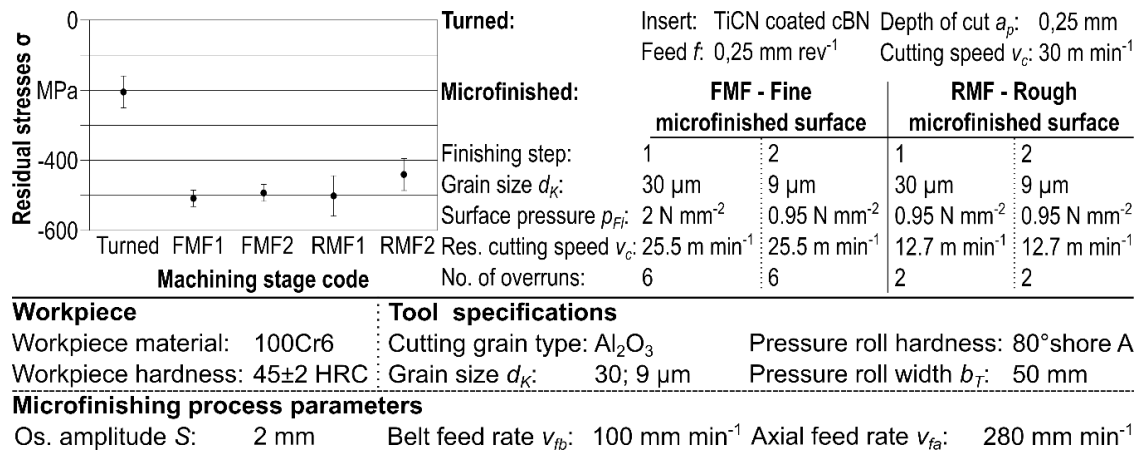 Residual stresses σ
0
MPa
-400
-600
Turned FMF1 FMF2 RMF1 RMF2
Machining stage code
Turned: Insert: TiCN coated cBN Depth of cut aₚ: 0,25 mm
Feed f: 0,25 mm rev⁻¹ Cutting speed v꜀: 30 m min⁻¹
Microfinished: FMF - Fine RMF - Rough
microfinished surface microfinished surface
Finishing step: 1 2 1 2
Grain size d_K: 30 µm 9 µm 30 µm 9 µm
Surface pressure p_Fi: 2 N mm⁻² 0.95 N mm⁻² 0.95 N mm⁻² 0.95 N mm⁻²
Res. cutting speed v_c: 25.5 m min⁻¹ 25.5 m min⁻¹ 12.7 m min⁻¹ 12.7 m min⁻¹
No. of overruns: 6 6 2 2
Workpiece Tool specifications
Workpiece material: 100Cr6 Cutting grain type: Al₂O₃ Pressure roll hardness: 80°shore A
Workpiece hardness: 45±2 HRC Grain size d_K: 30; 9 µm Pressure roll width b_T: 50 mm
Microfinishing process parameters
Os. amplitude S: 2 mm Belt feed rate v_fb: 100 mm min⁻¹ Axial feed rate v_fa: 280 mm min⁻¹